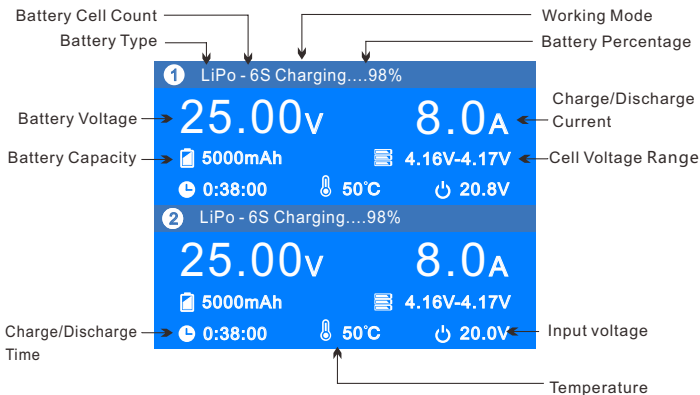 Battery Cell Count
Working Mode
Battery Type
Battery Percentage
1 LiPo - 6S Charging....98%
Battery Voltage
25.00V
8.0A
Charge/Discharge
Current
Battery Capacity
5000mAh
4.16V-4.17V
Cell Voltage Range
0:38:00
50℃
20.8V
2 LiPo - 6S Charging....98%
25.00V
8.0A
5000mAh
4.16V-4.17V
Charge/Discharge
Time
0:38:00
50℃
20.0V
Input voltage
Temperature